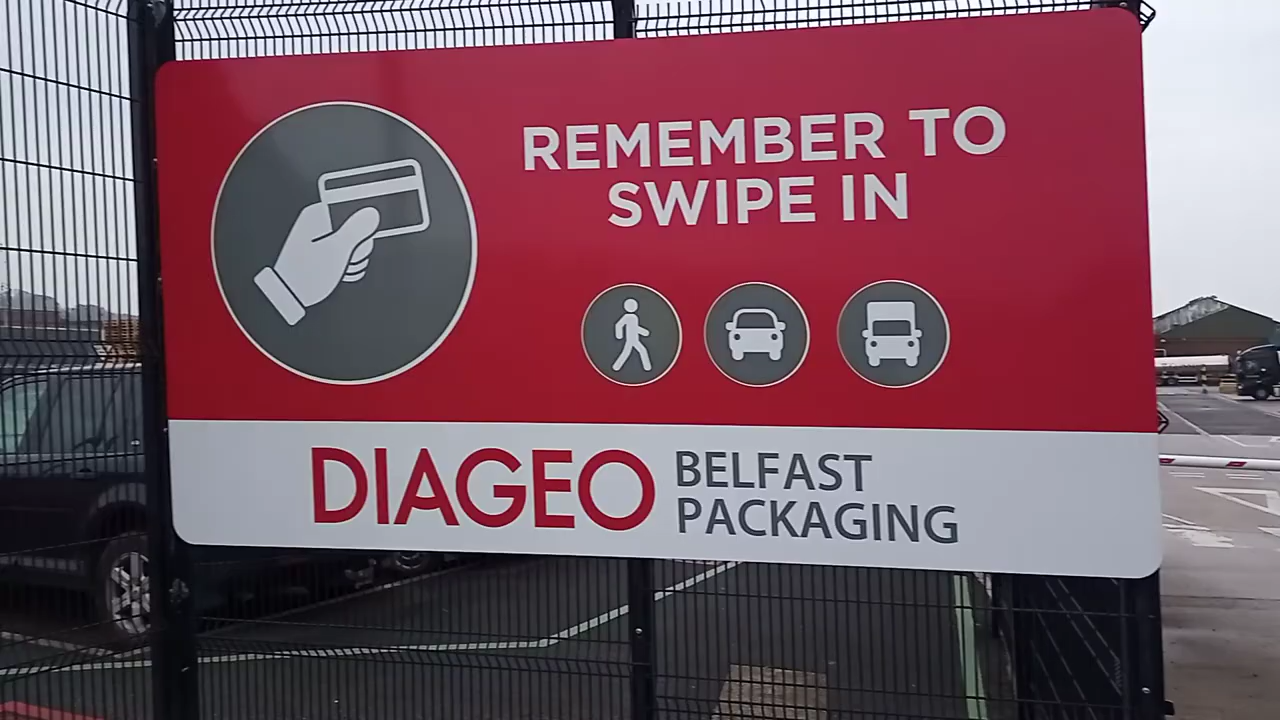 REMEMBER TO
SWIPE IN
DIAGEO
BELFAST
PACKAGING